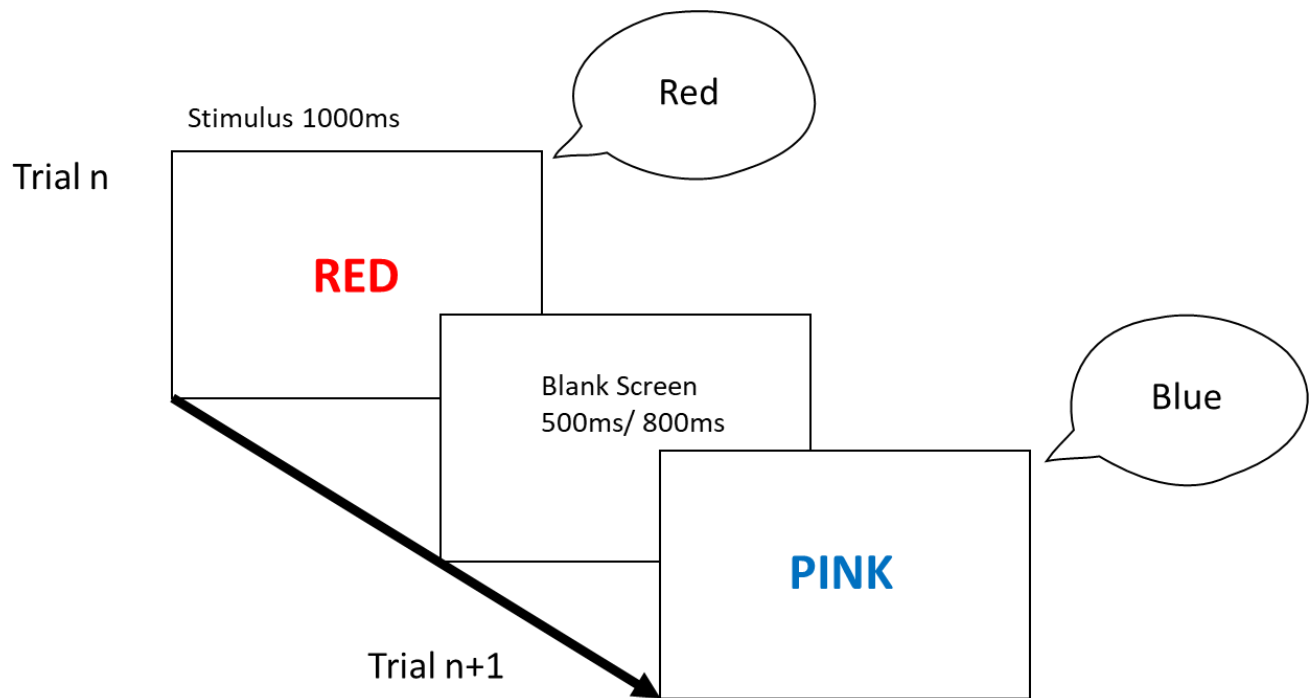 Red
Stimulus 1000ms
Trial n
RED
Blank Screen
500ms/ 800ms
Blue
PINK
Trial n+1